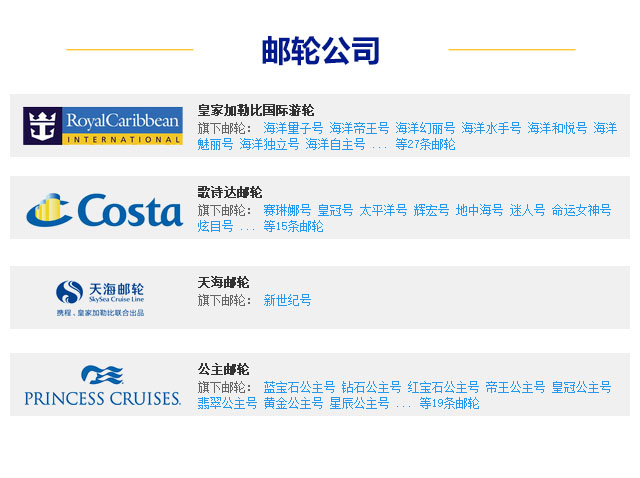 邮轮公司
RoyalCaribbean
INTERNATIONAL
皇家加勒比国际游轮
旗下邮轮： 海洋量子号 海洋帝王号 海洋幻丽号 海洋水手号 海洋和悦号 海洋
魅丽号 海洋独立号 海洋自主号 ... 等27条邮轮
Costa
歌诗达邮轮
旗下邮轮： 赛琳娜号 皇冠号 太平洋号 辉宏号 地中海号 迷人号 命运女神号
炫目号 ... 等15条邮轮
天海邮轮
SkySea Cruise Line
携程、皇家加勒比联合出品
天海邮轮
旗下邮轮： 新世纪号
PRINCESS CRUISES.
公主邮轮
旗下邮轮： 蓝宝石公主号 钻石公主号 红宝石公主号 帝王公主号 皇冠公主号
翡翠公主号 黄金公主号 星辰公主号 ... 等19条邮轮